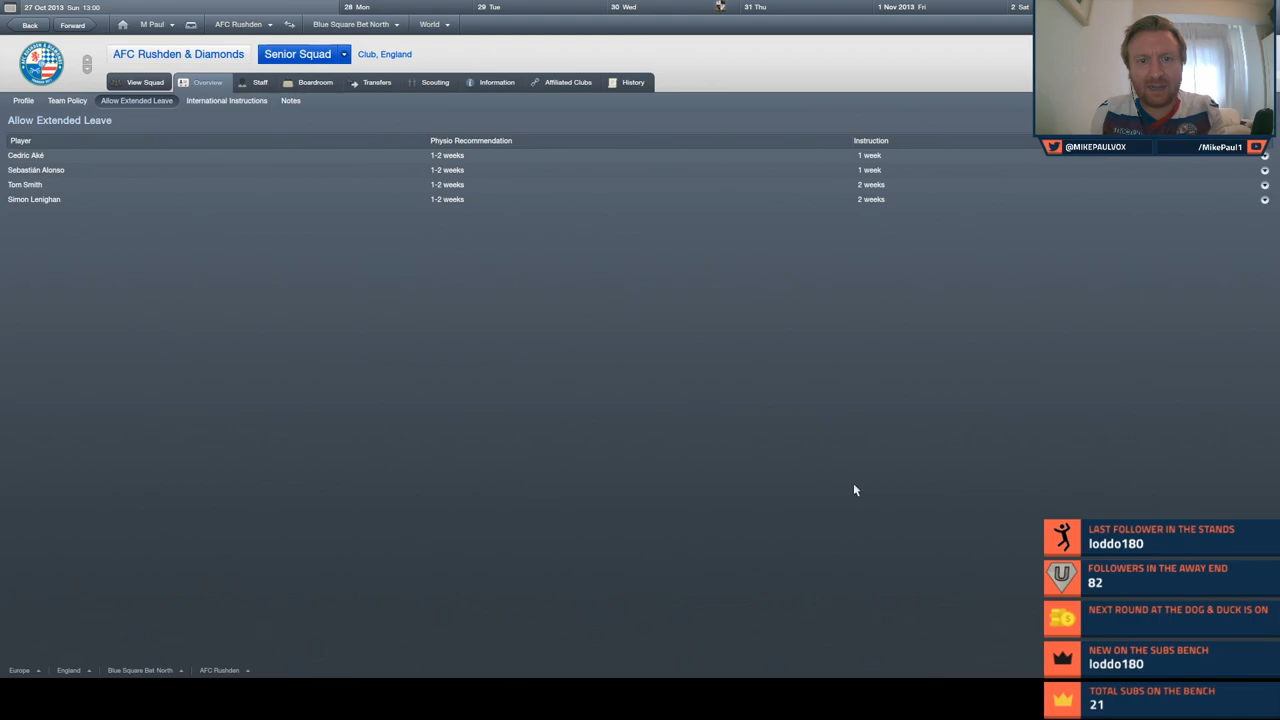 27 Oct 2013 Sun 13:00
28 Mon
29 Tue
30 Wed
31 Thu
1 Nov 2013 Fri
2 Sat
Back
Forward
M Paul
AFC Rushden
Blue Square Bet North
World
AFC Rushden & Diamonds
Senior Squad
Club, England
View Squad
Overview
Staff
Boardroom
Transfers
Scouting
Information
Affiliated Clubs
History
Profile
Team Policy
Allow Extended Leave
International Instructions
Notes
@MIKEPAULVOX
/MikePaul1
Allow Extended Leave
Player Physio Recommendation Instruction
Cedric Aké 1-2 weeks 1 week
Sebastián Alonso 1-2 weeks 1 week
Tom Smith 1-2 weeks 2 weeks
Simon Lenighan 1-2 weeks 2 weeks
LAST FOLLOWER IN THE STANDS
loddo180
FOLLOWERS IN THE AWAY END
82
NEXT ROUND AT THE DOG & DUCK IS ON
NEW ON THE SUBS BENCH
loddo180
TOTAL SUBS ON THE BENCH
21
Europe
England
Blue Square Bet North
AFC Rushden